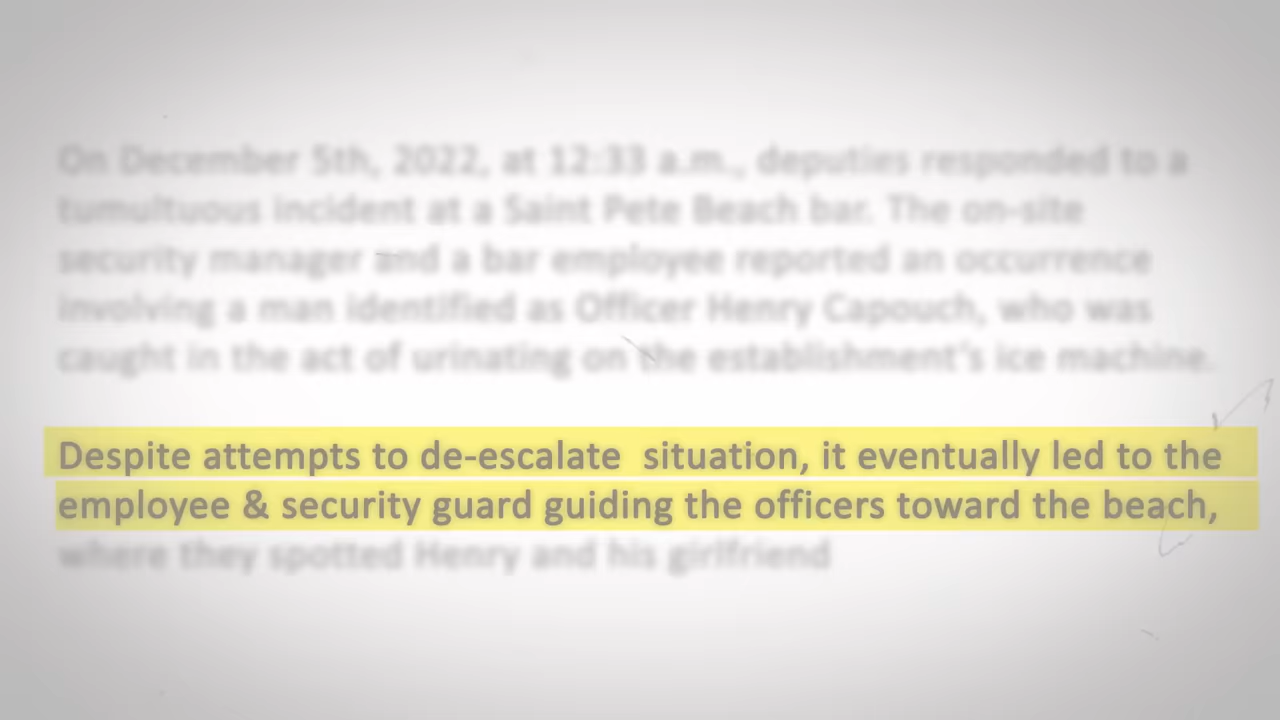 On December 5th, 2022, at 12:33 a.m., deputies responded to a
tumultuous incident at a Saint Pete Beach bar. The on-site
security manager and a bar employee reported an occurrence
involving a man identified as Officer Henry Capouch, who was
caught in the act of urinating on the establishment's ice machine.
Despite attempts to de-escalate  situation, it eventually led to the
employee & security guard guiding the officers toward the beach,
where they spotted Henry and his girlfriend